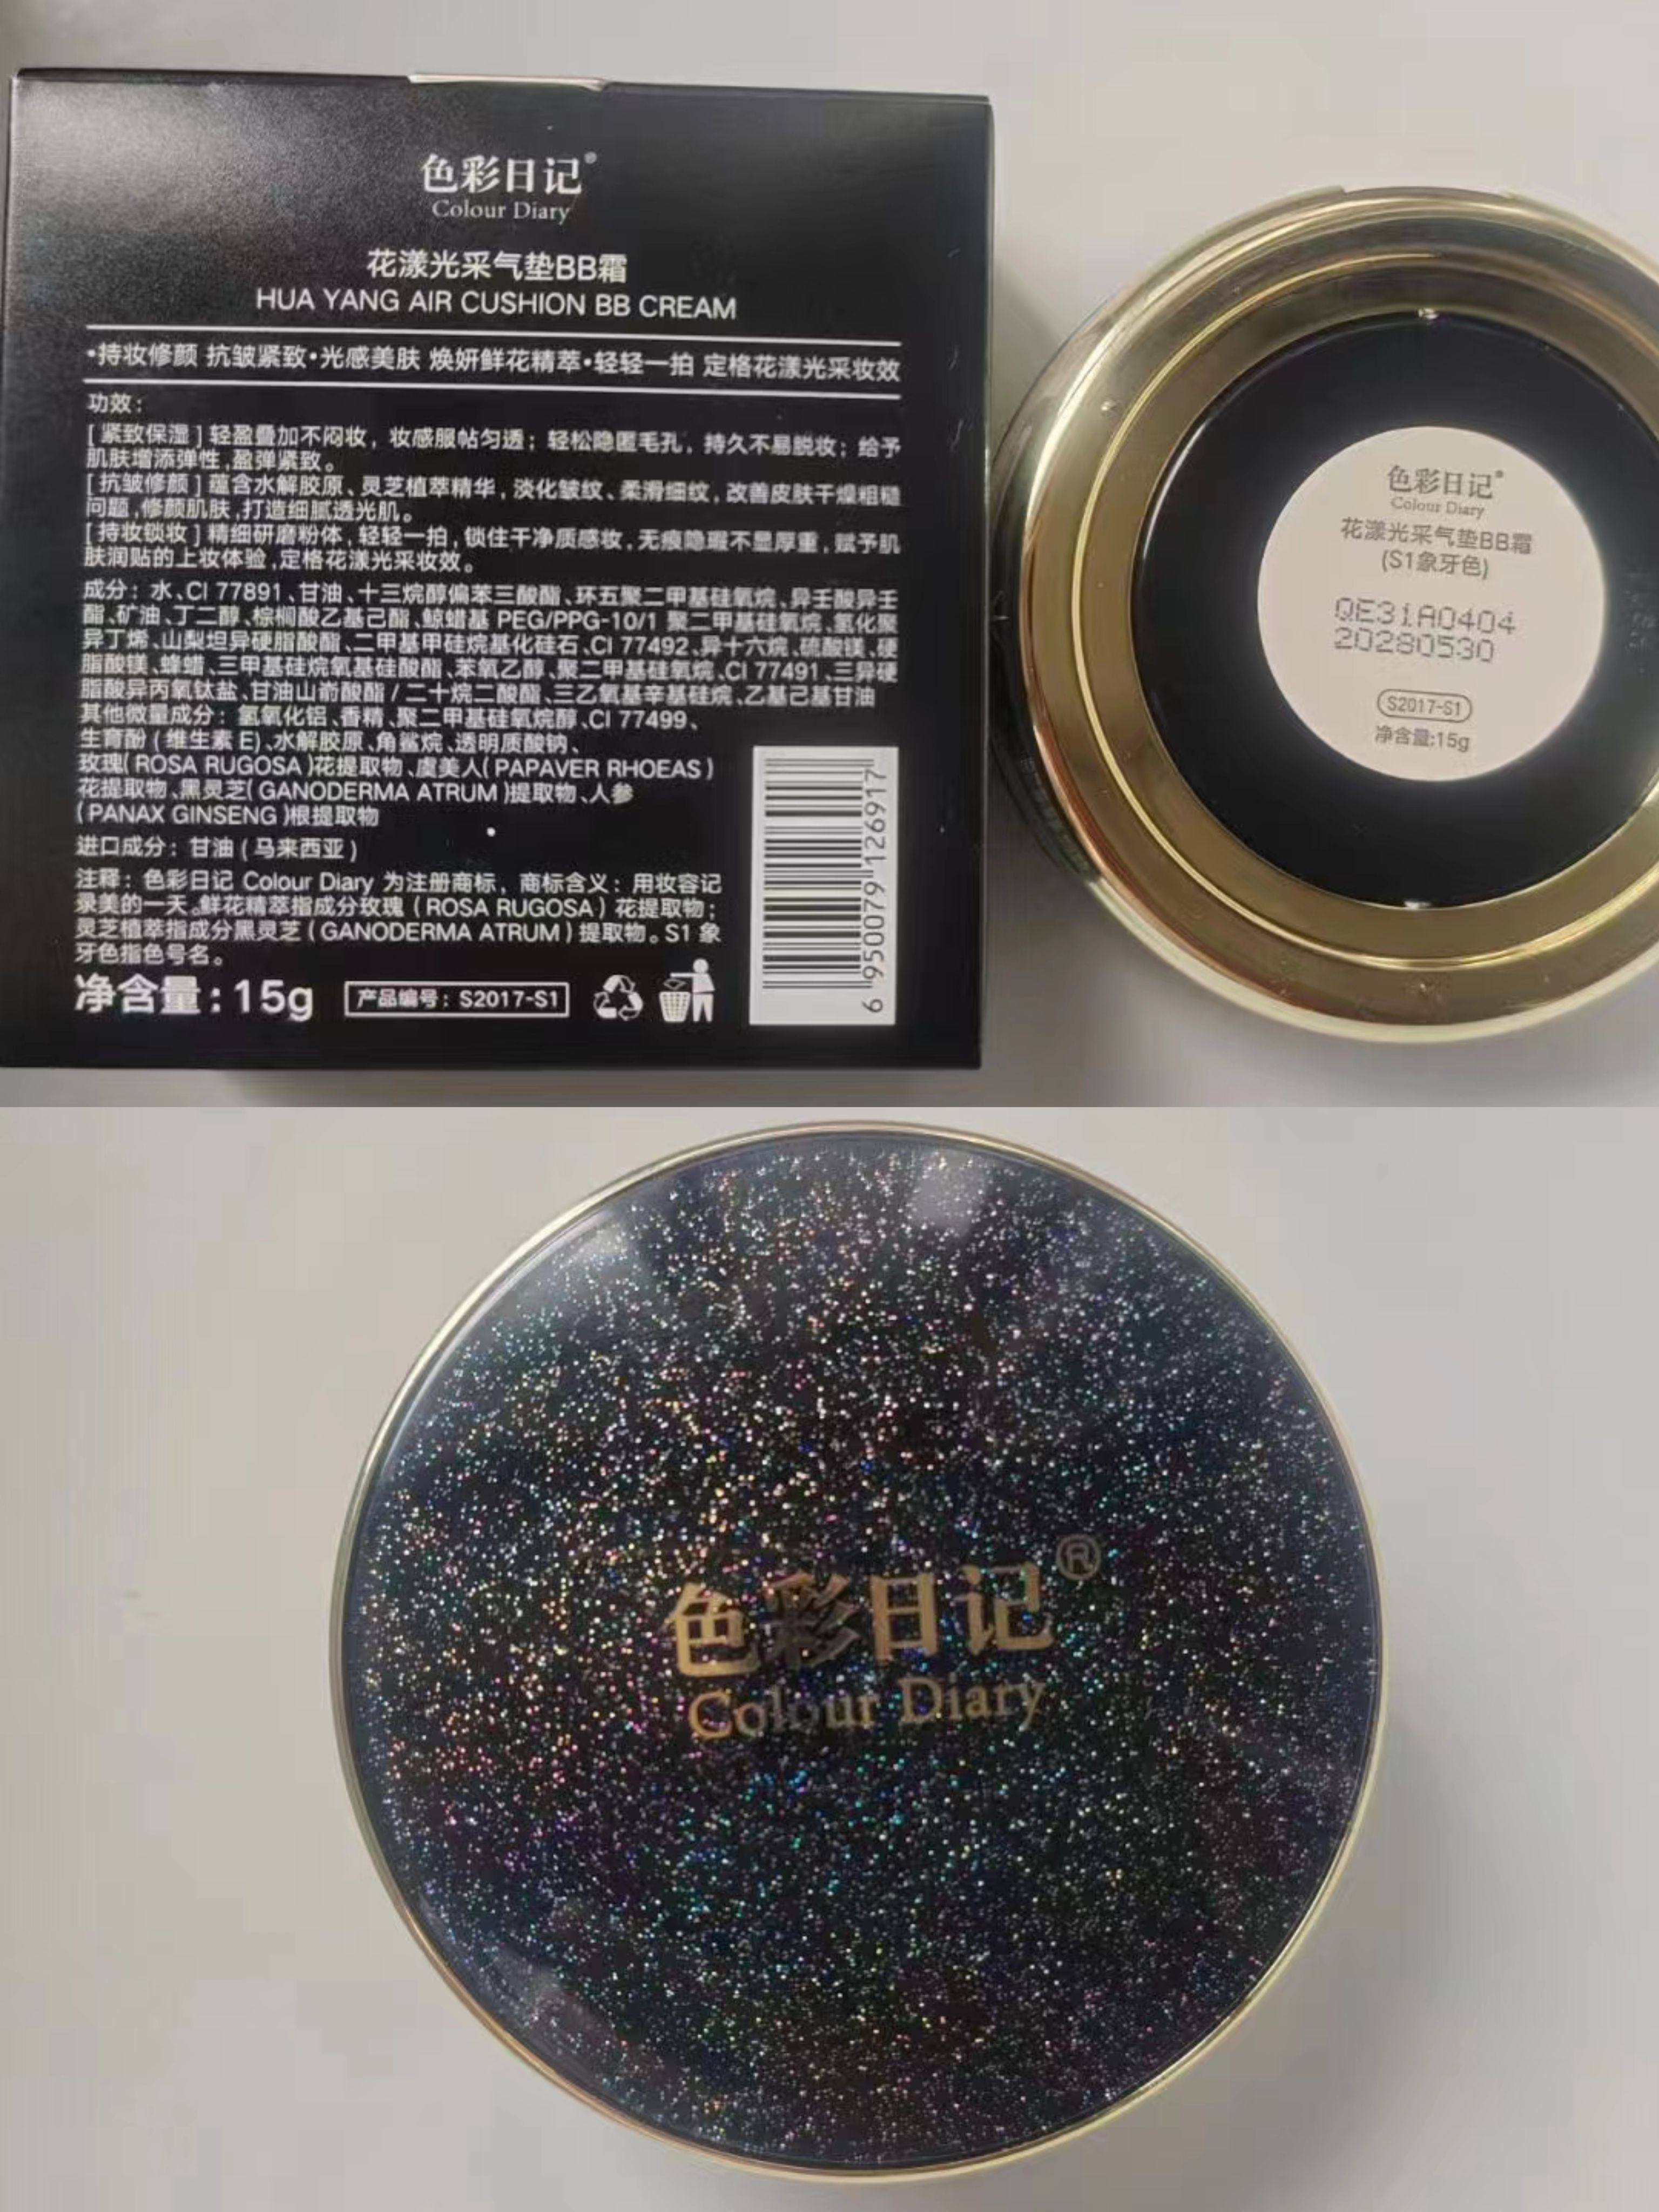 色彩日记®
Colour Diary
花漾光采气垫BB霜
HUA YANG AIR CUSHION BB CREAM
•持妆修颜 抗皱紧致•光感美肤 焕妍鲜花精萃•轻轻一拍 定格花漾光采妆效
功效：
[紧致保湿]轻盈叠加不闷妆，妆感服帖匀透；轻松隐匿毛孔，持久不易脱妆；给予
肌肤增添弹性,盈弹紧致。
[抗皱修颜]蕴含水解胶原、灵芝植萃精华，淡化皱纹、柔滑细纹，改善皮肤干燥粗糙
问题,修颜肌肤,打造细腻透光肌。
[持妆锁妆]精细研磨粉体，轻轻一拍，锁住干净质感妆，无痕隐瑕不显厚重，赋予肌
肤润贴的上妆体验,定格花漾光采妆效。
成分：水、CI 77891、甘油、十三烷醇偏苯三酸酯、环五聚二甲基硅氧烷、异壬酸异壬
酯、矿油、丁二醇、棕榈酸乙基己酯、鲸蜡基 PEG/PPG-10/1 聚二甲基硅氧烷、氢化聚
异丁烯、山梨坦异硬脂酸酯、二甲基甲硅烷基化硅石、CI 77492、异十六烷、硫酸镁、硬
脂酸镁、蜂蜡、三甲基硅烷氧基硅酸酯、苯氧乙醇、聚二甲基硅氧烷、CI 77491、三异硬
脂酸异丙氧钛盐、甘油山嵛酸酯 / 二十烷二酸酯、三乙氧基辛基硅烷、乙基己基甘油
其他微量成分：氢氧化铝、香精、聚二甲基硅氧烷醇、CI 77499、
生育酚(维生素 E)、水解胶原、角鲨烷、透明质酸钠、
玫瑰(ROSA RUGOSA)花提取物、虞美人(PAPAVER RHOEAS)
花提取物、黑灵芝(GANODERMA ATRUM)提取物、人参
(PANAX GINSENG)根提取物
进口成分：甘油(马来西亚)
注释：色彩日记 Colour Diary 为注册商标，商标含义：用妆容记
录美的一天。鲜花精萃指成分玫瑰(ROSA RUGOSA)花提取物；
灵芝植萃指成分黑灵芝(GANODERMA ATRUM)提取物。S1 象
牙色指色号名。
净含量：15g
产品编号：S2017-S1
6 950079 126917
色彩日记®
Colour Diary
花漾光采气垫BB霜
(S1象牙色)
QE31A0404
20280530
S2017-S1
净含量:15g
色彩日记®
Colour Diary